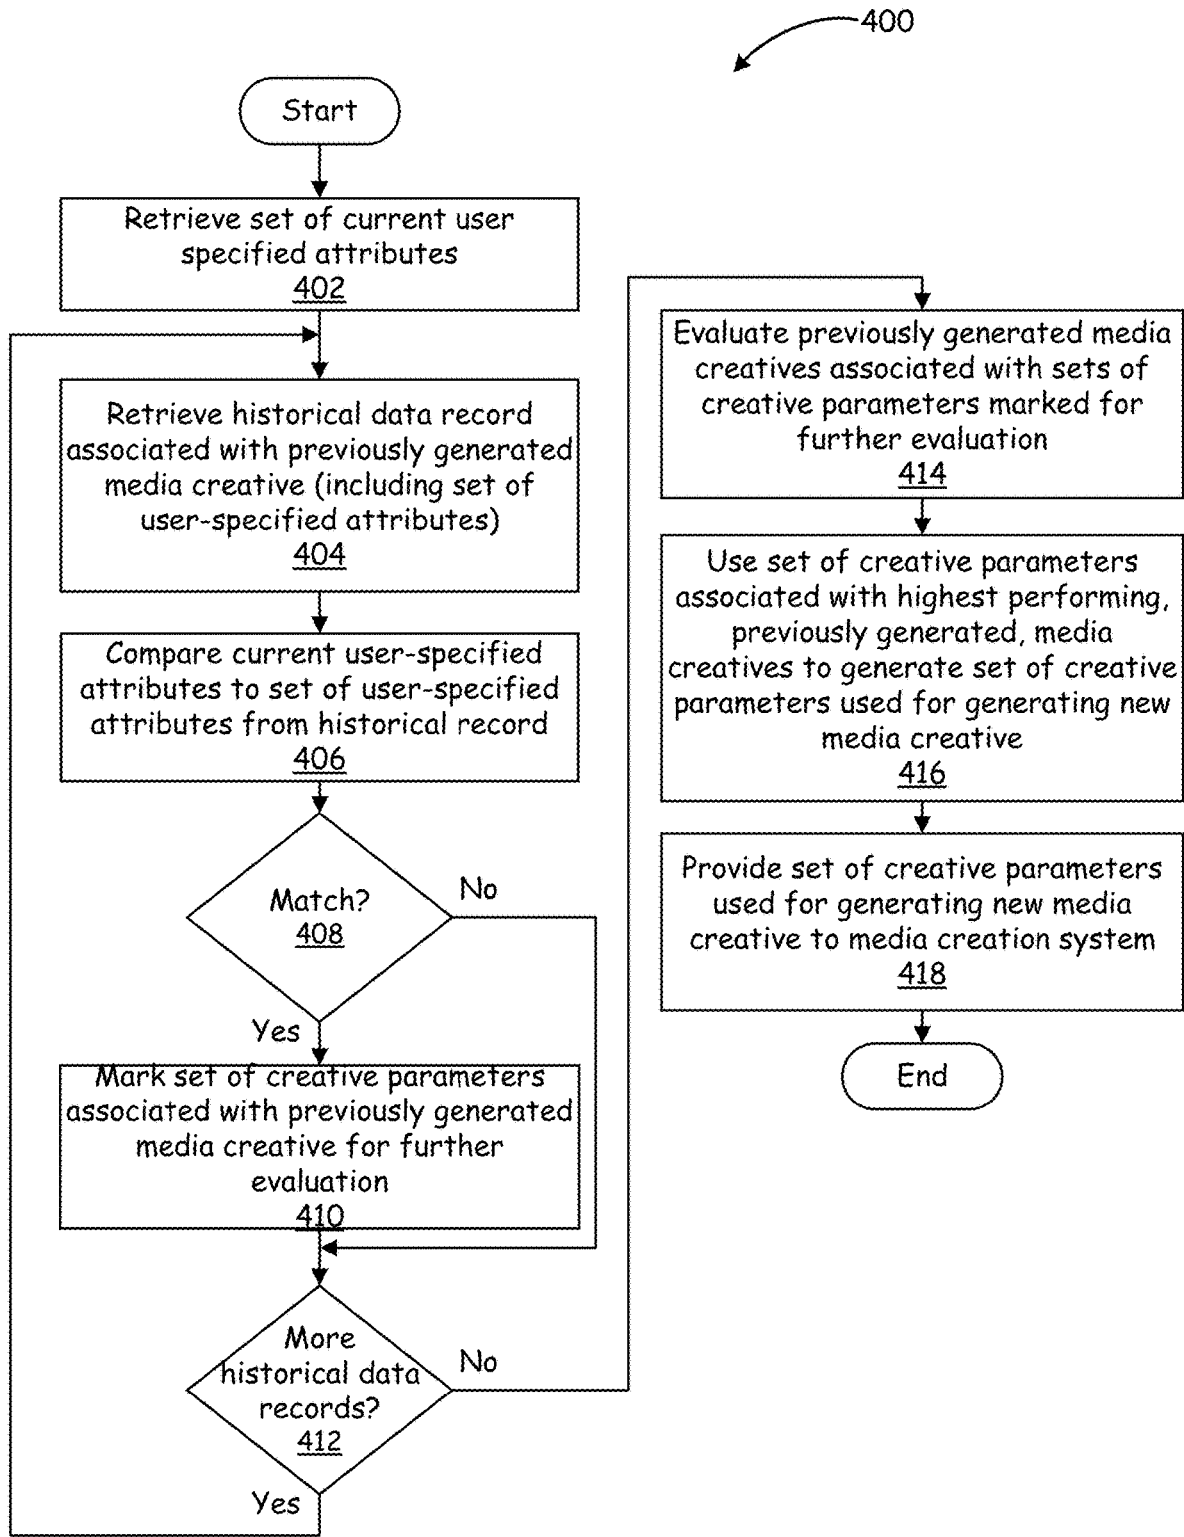 400
Start
Retrieve set of current user
specified attributes
402
Retrieve historical data record
associated with previously generated
media creative (including set of
user-specified attributes)
404
Compare current user-specified
attributes to set of user-specified
attributes from historical record
406
Match?
408
No
Yes
Mark set of creative parameters
associated with previously generated
media creative for further
evaluation
410
More
historical data
records?
412
No
Yes
Evaluate previously generated media
creatives associated with sets of
creative parameters marked for
further evaluation
414
Use set of creative parameters
associated with highest performing,
previously generated, media
creatives to generate set of creative
parameters used for generating new
media creative
416
Provide set of creative parameters
used for generating new media
creative to media creation system
418
End